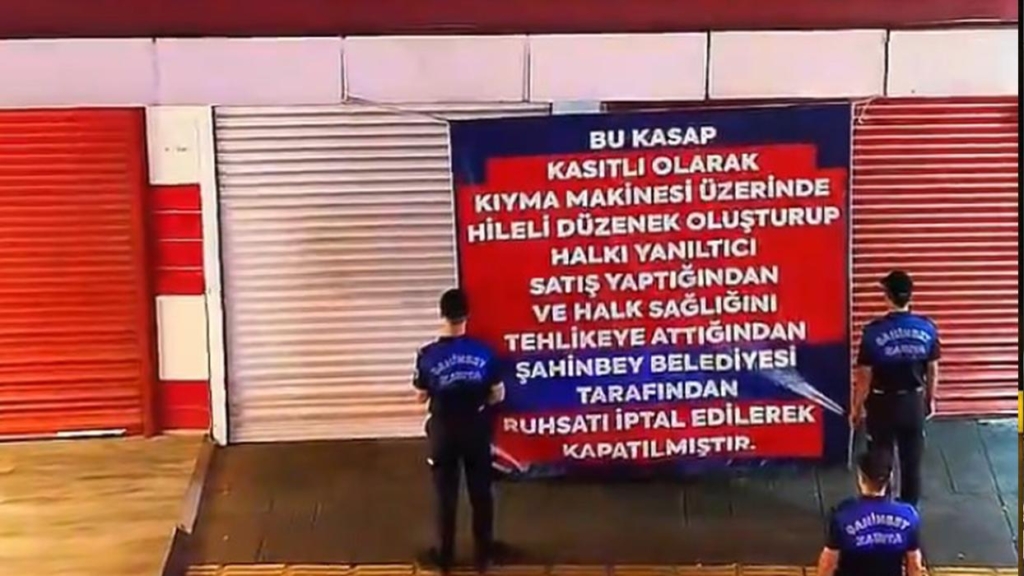 BU KASAP
KASITLI OLARAK
KIYMA MAKİNESİ ÜZERİNDE
HİLELİ DÜZENEK OLUŞTURUP
HALKI YANILTICI
SATIŞ YAPTIĞINDAN
VE HALK SAĞLIĞINI
TEHLİKEYE ATTIĞINDAN
ŞAHİNBEY BELEDİYESİ
TARAFINDAN
RUHSATI İPTAL EDİLEREK
KAPATILMIŞTIR.
ŞAHİNBEY
ZABITA
ŞAHİNBEY
ZABITA
ŞAHİNBEY
ZABITA